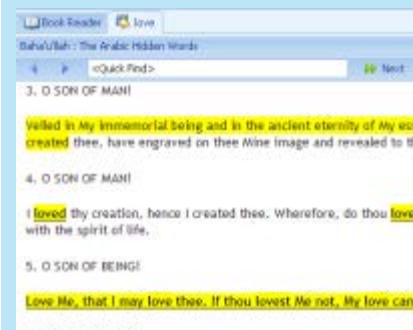 Book Reader love
Baha'u'llah : The Arabic Hidden Words
<Quick Find> Next
3. O SON OF MAN!
Veiled in My immemorial being and in the ancient eternity of My es
created thee, have engraved on thee Mine image and revealed to t
4. O SON OF MAN!
I loved thy creation, hence I created thee. Wherefore, do thou love
with the spirit of life.
5. O SON OF BEING!
Love Me, that I may love thee. If thou lovest Me not, My love can